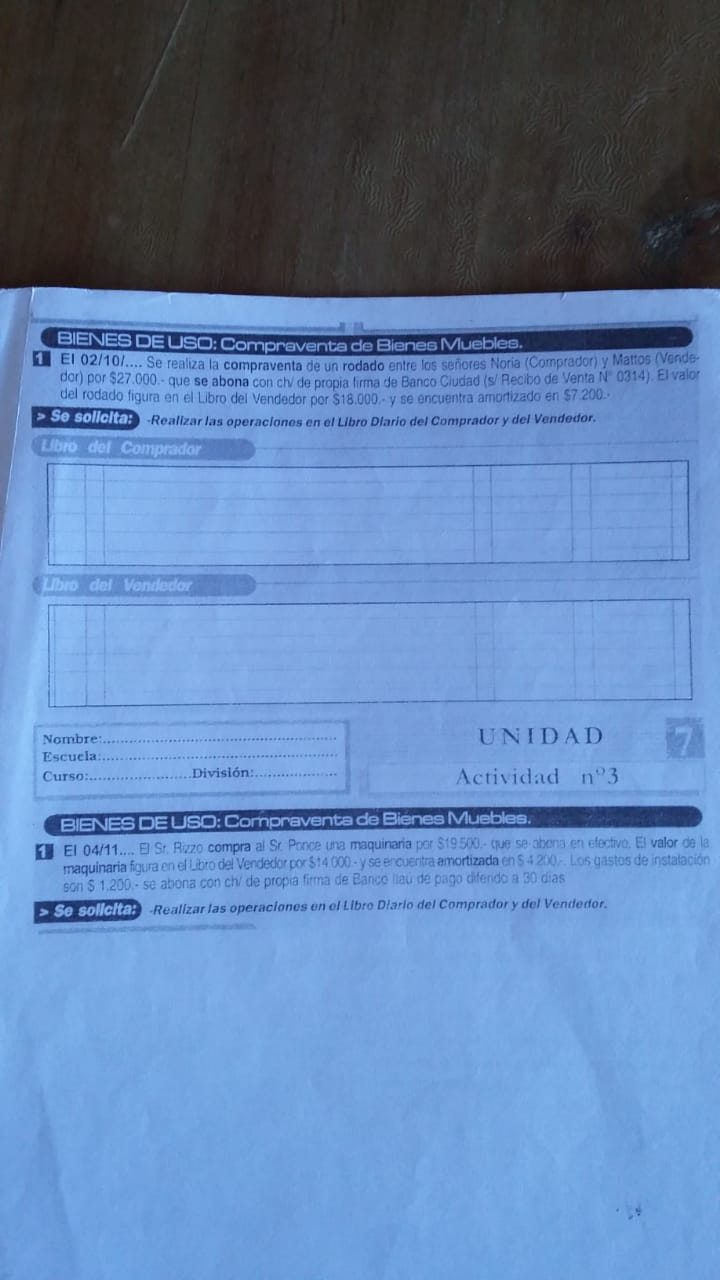 BIENES DE USO: Compraventa de Bienes Muebles.
1 El 02/10/.... Se realiza la compraventa de un rodado entre los señores Noria (Comprador) y Mattos (Vende-
dor) por $27.000.- que se abona con ch/ de propia firma de Banco Ciudad (s/ Recibo de Venta N° 0314). El valor
del rodado figura en el Libro del Vendedor por $18.000.- y se encuentra amortizado en $7.200.-
> Se solicita: -Realizar las operaciones en el Libro Diario del Comprador y del Vendedor.
Libro del Comprador
Libro del Vendedor
Nombre:
Escuela:
Curso: División:
UNIDAD 7
Actividad nº3
BIENES DE USO: Compraventa de Bienes Muebles.
1 El 04/11.... El Sr. Rizzo compra al Sr. Ponce una maquinaria por $19.500.- que se abona en efectivo. El valor de la
maquinaria figura en el Libro del Vendedor por $14.000.- y se encuentra amortizada en $ 4.200.-. Los gastos de instalación
son $ 1.200.- se abona con ch/ de propia firma de Banco Itaú de pago diferido a 30 días
> Se solicita: -Realizar las operaciones en el Libro Diario del Comprador y del Vendedor.